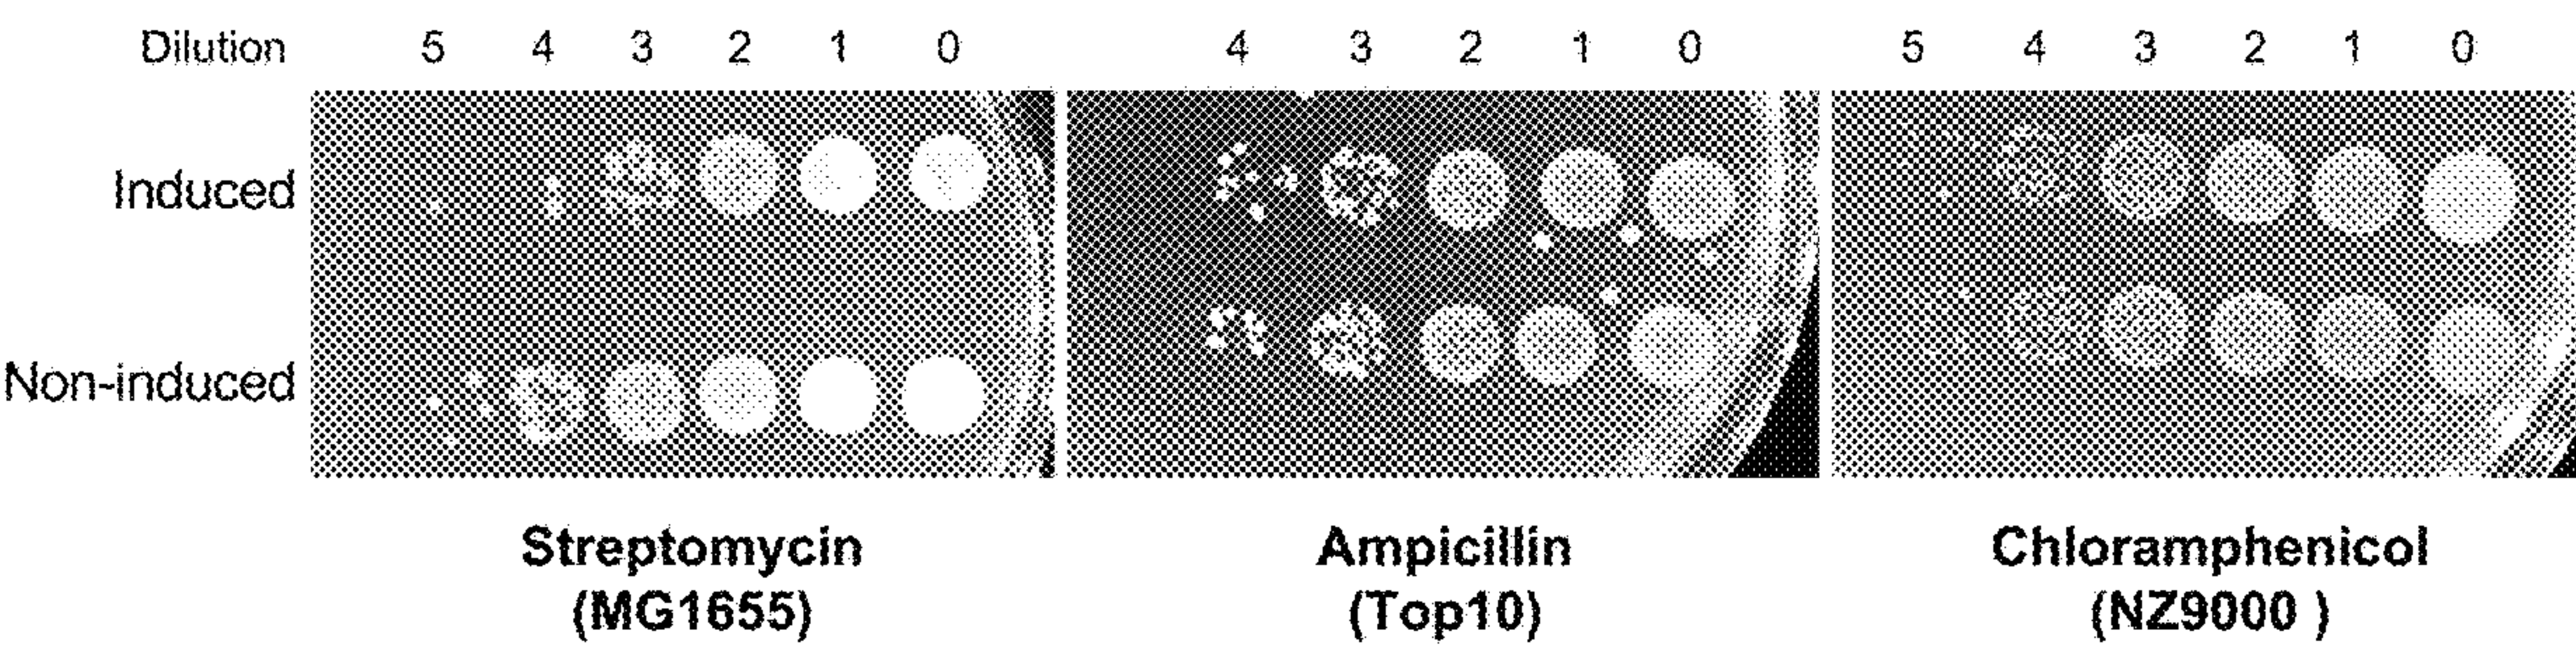 Dilution 5 4 3 2 1 0 4 3 2 1 0 5 4 3 2 1 0
Induced
Non-induced
Streptomycin Ampicillin Chloramphenicol
(MG1655) (Top10) (NZ9000 )